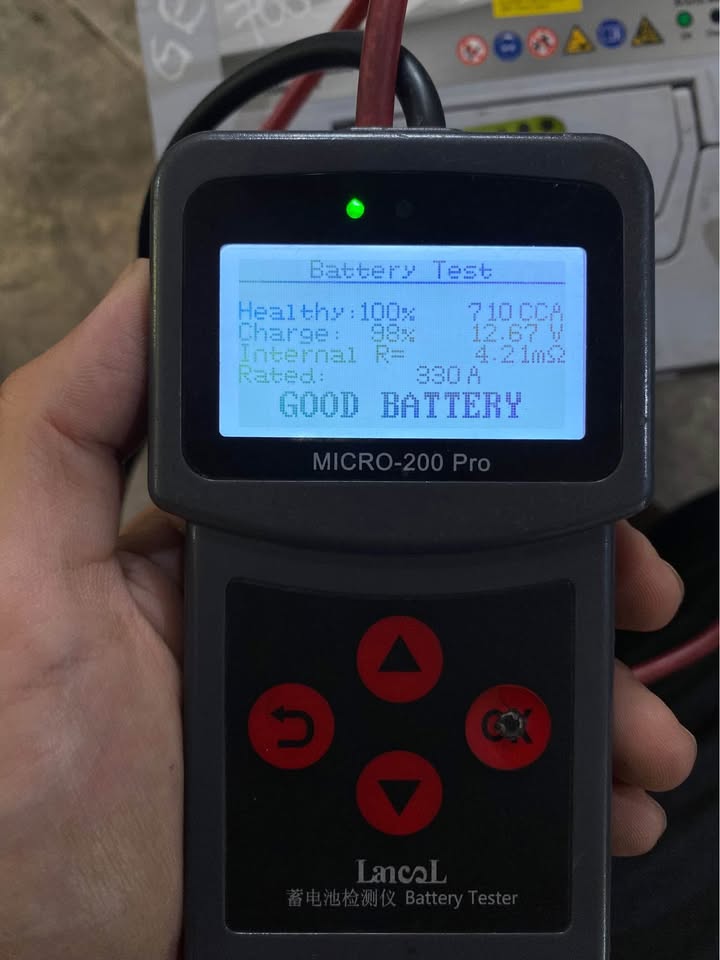 Battery Test
Healthy:100% 710 CCA
Charge: 98% 12.67 V
Internal R= 4.21mΩ
Rated: 330 A
GOOD BATTERY
MICRO-200 Pro
OK
Lancol
蓄电池检测仪 Battery Tester